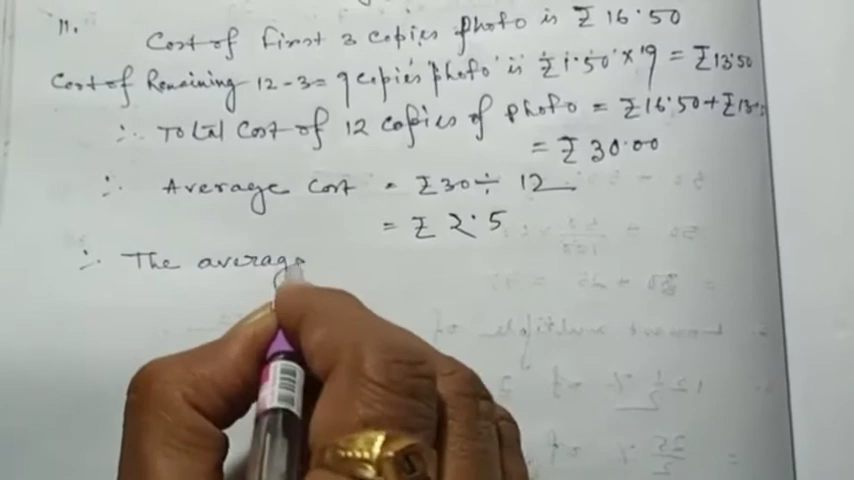 11. Cost of first 3 copies photo is ₹ 16.50
Cost of Remaining 12-3= 9 copies photo is ₹1.50 × 9 = ₹13.50
∴ Total Cost of 12 copies of photo = ₹16.50+₹13
= ₹ 30.00
∴ Average cost = ₹30 ÷ 12
= ₹ 2.5
∴ The average